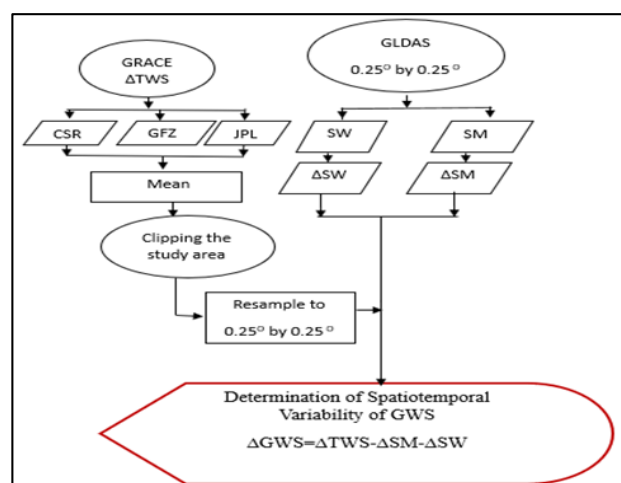 GRACE
ΔTWS
GLDAS
0.25° by 0.25°
CSR
GFZ
JPL
SW
SM
ΔSW
ΔSM
Mean
Clipping the
study area
Resample to
0.25° by 0.25°
Determination of Spatiotemporal
Variability of GWS
ΔGWS=ΔTWS-ΔSM-ΔSW